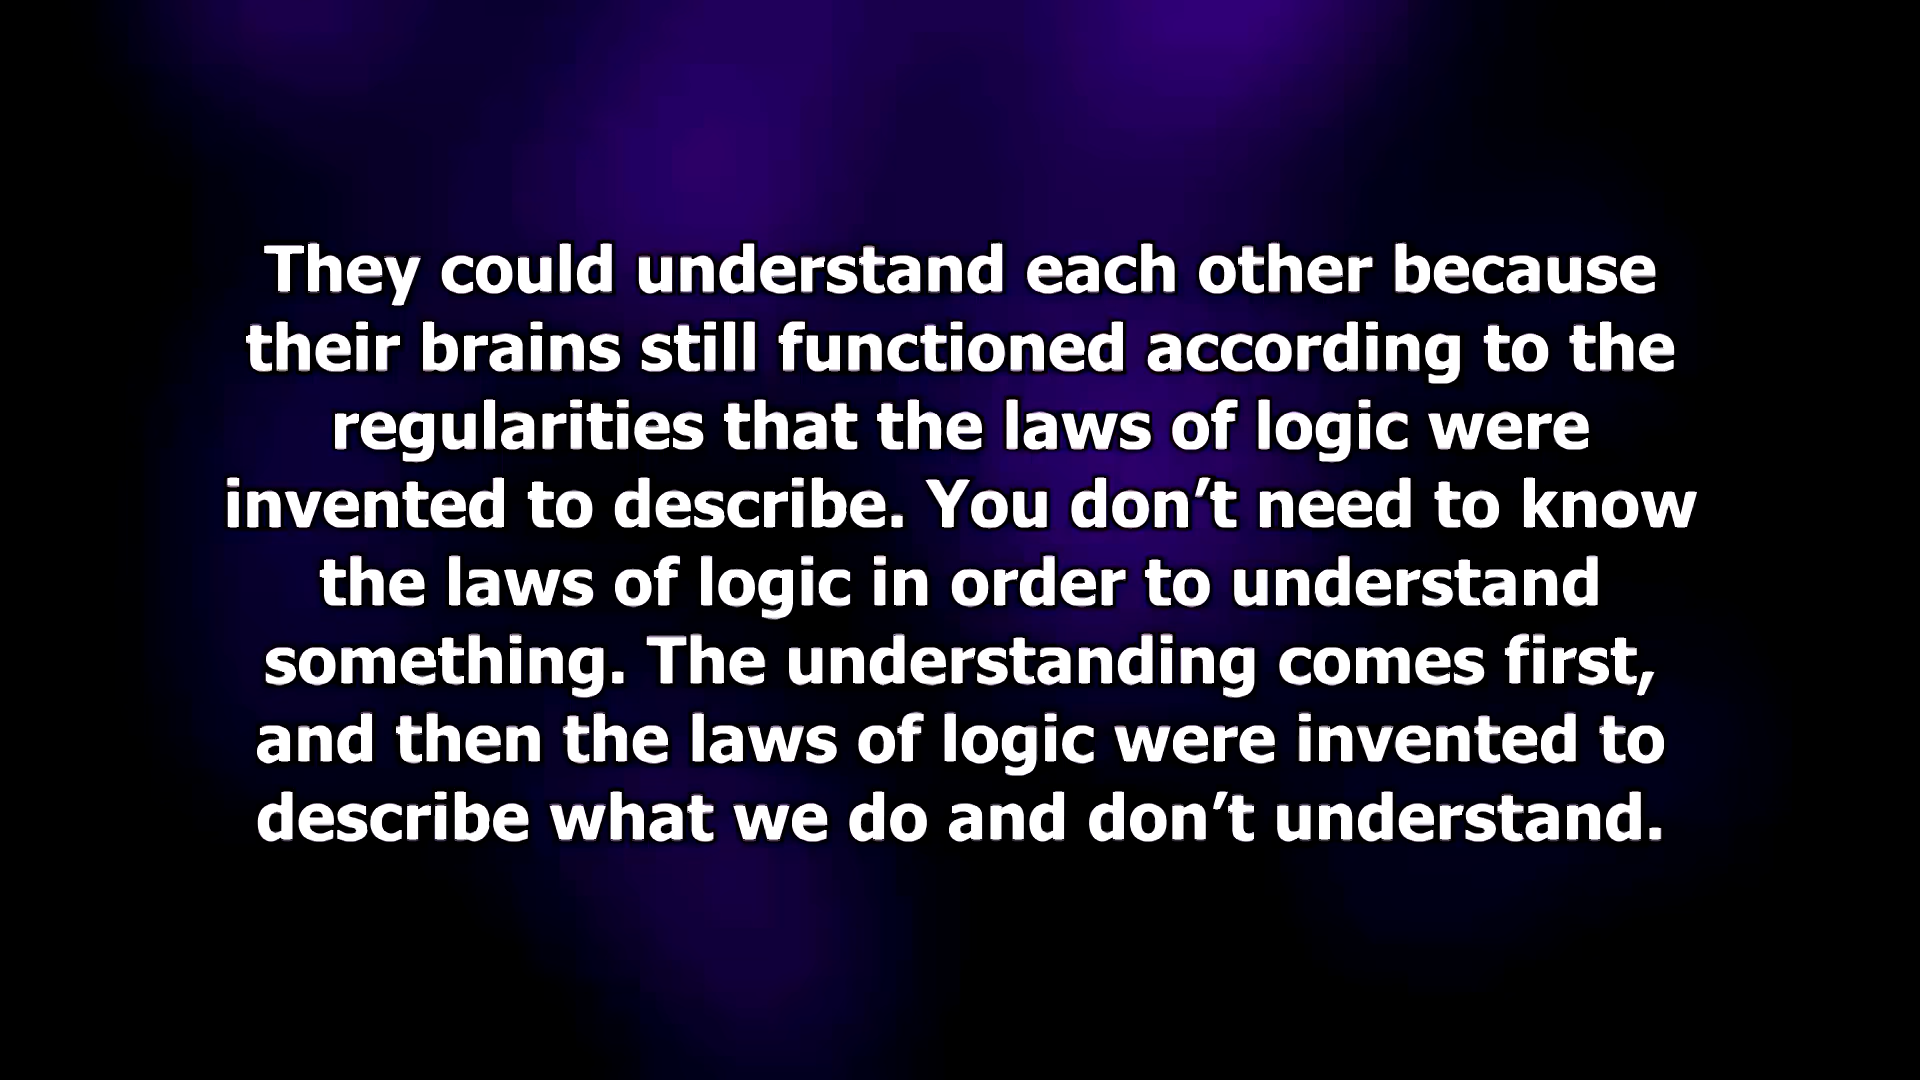 They could understand each other because
their brains still functioned according to the
regularities that the laws of logic were
invented to describe. You don’t need to know
the laws of logic in order to understand
something. The understanding comes first,
and then the laws of logic were invented to
describe what we do and don’t understand.